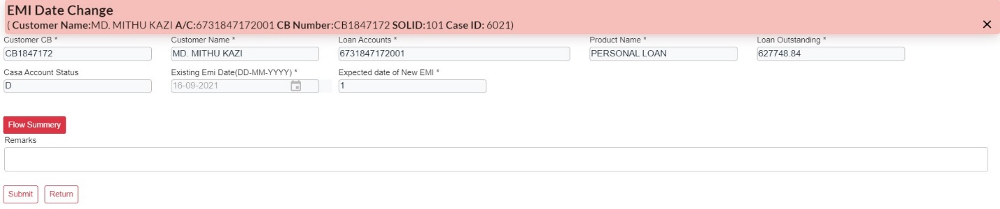 EMI Date Change
( Customer Name:MD. MITHU KAZI A/C:6731847172001 CB Number:CB1847172 SOLID:101 Case ID: 6021)
Customer CB * Customer Name * Loan Accounts * Product Name * Loan Outstanding *
CB1847172 MD. MITHU KAZI 6731847172001 PERSONAL LOAN 627748.84
Casa Account Status Existing Emi Date(DD-MM-YYYY) * Expected date of New EMI *
D 16-09-2021 1
Flow Summery
Remarks
Submit Return